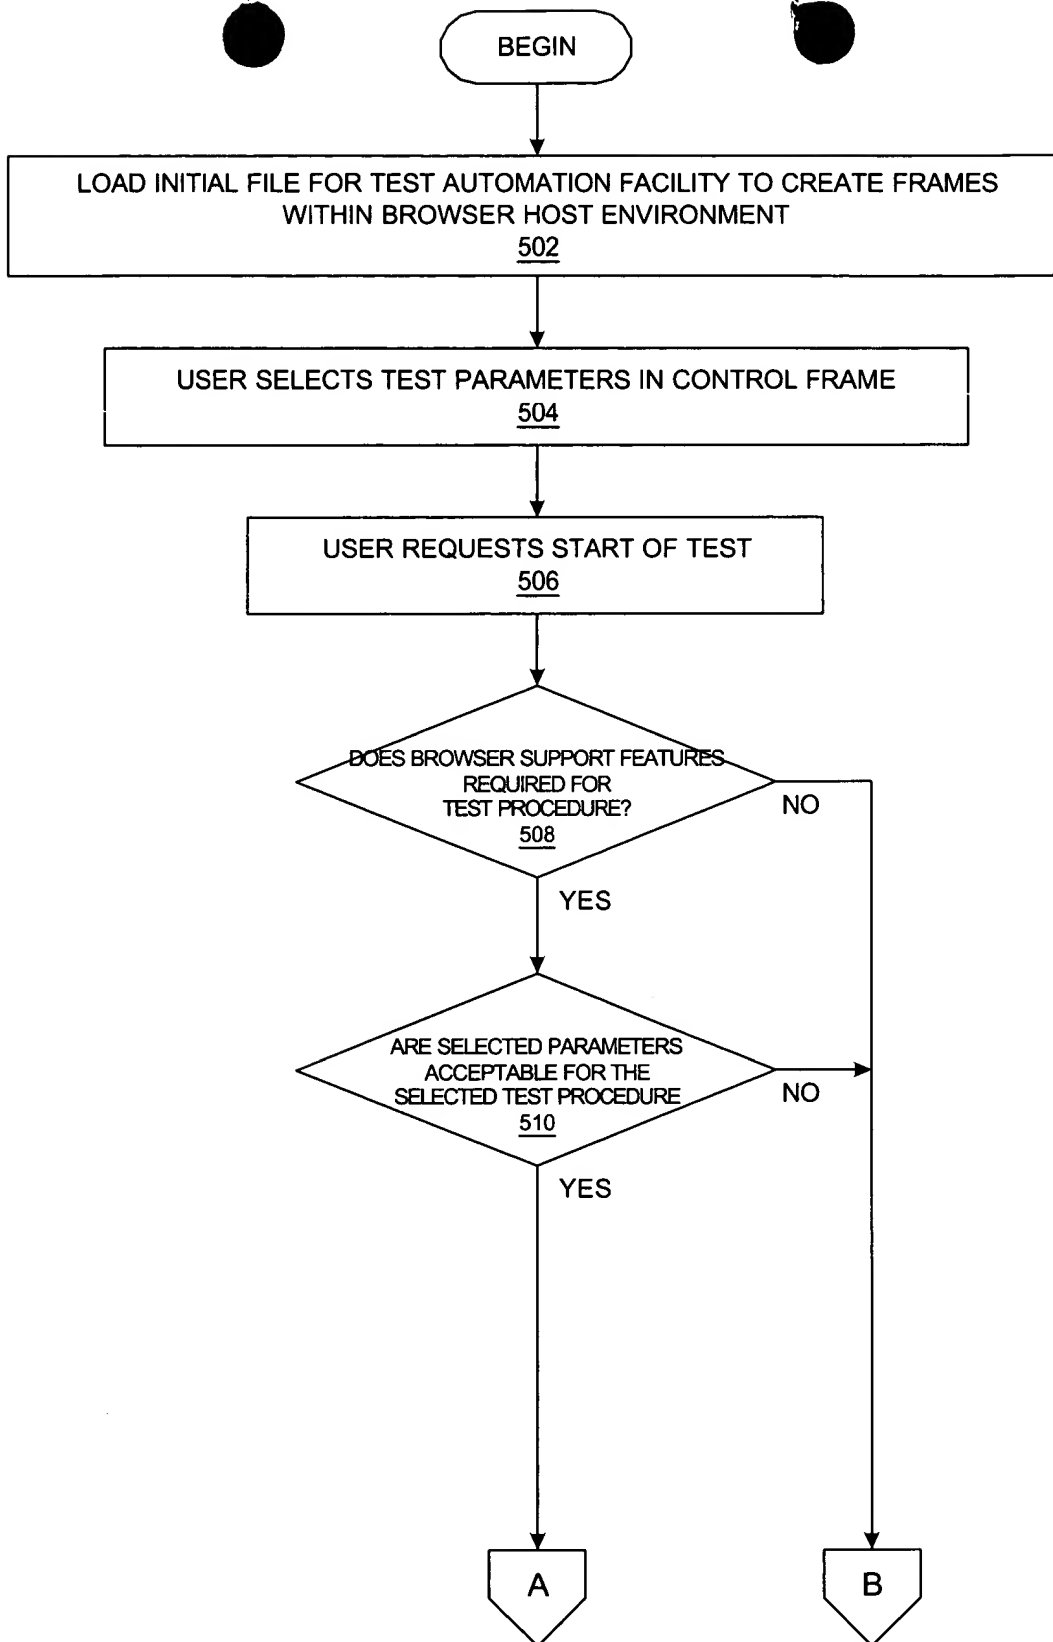 BEGIN
LOAD INITIAL FILE FOR TEST AUTOMATION FACILITY TO CREATE FRAMES
WITHIN BROWSER HOST ENVIRONMENT
502
USER SELECTS TEST PARAMETERS IN CONTROL FRAME
504
USER REQUESTS START OF TEST
506
DOES BROWSER SUPPORT FEATURES
REQUIRED FOR
TEST PROCEDURE?
508
NO
YES
ARE SELECTED PARAMETERS
ACCEPTABLE FOR THE
SELECTED TEST PROCEDURE
510
NO
YES
A
B